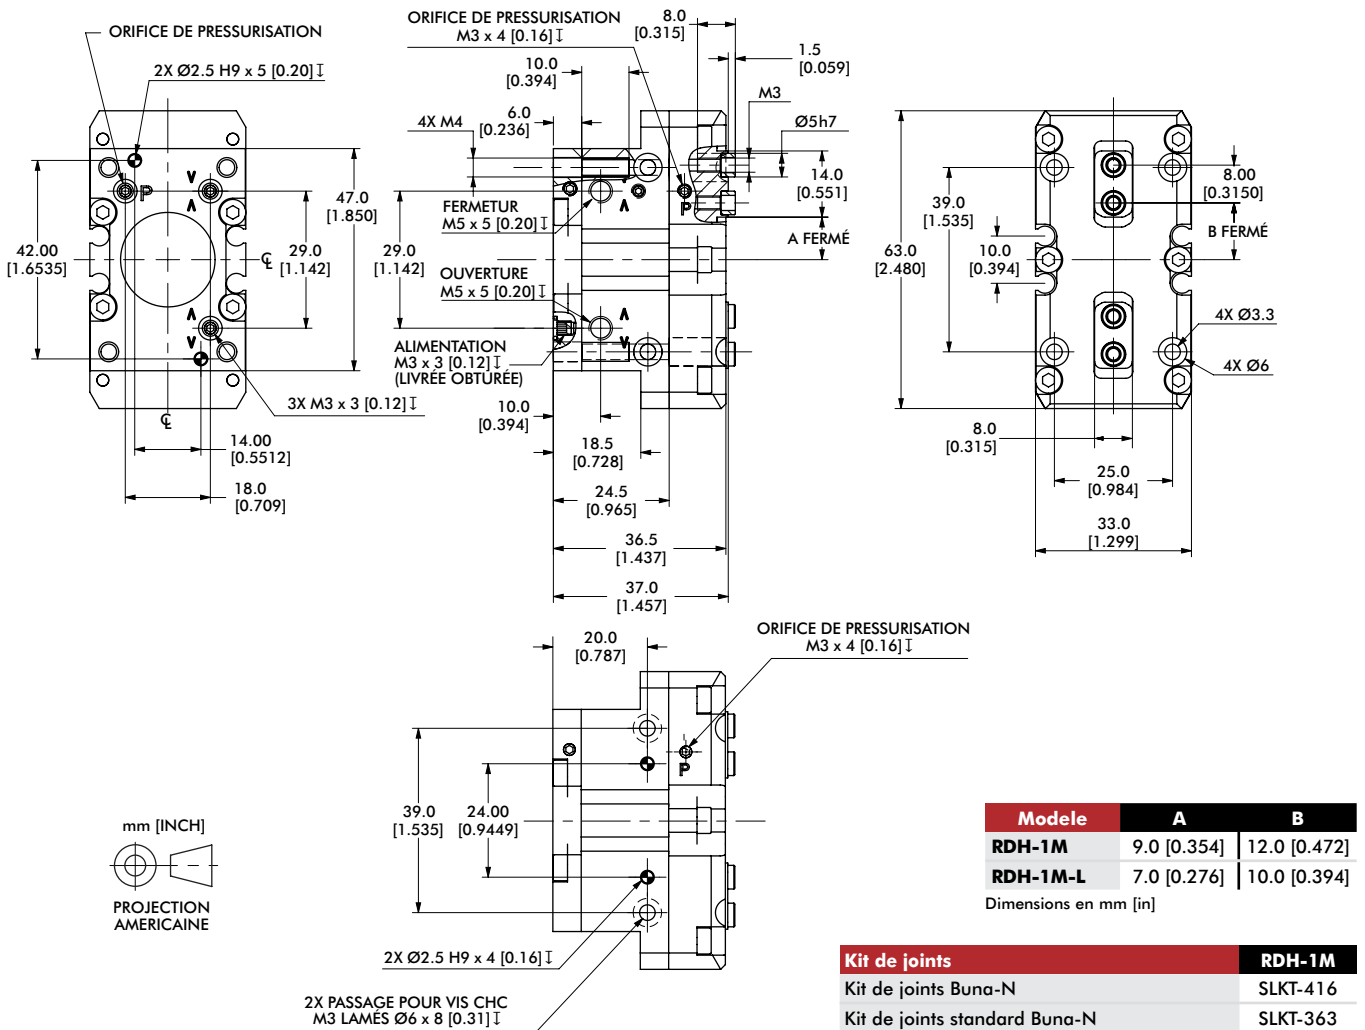 ORIFICE DE PRESSURISATION
2X Ø2.5 H9 x 5 [0.20]↧
P
42.00
[1.6535]
47.0
[1.850]
29.0
[1.142]
℄
℄
3X M3 x 3 [0.12]↧
14.00
[0.5512]
18.0
[0.709]
ORIFICE DE PRESSURISATION
M3 x 4 [0.16]↧
8.0
[0.315]
1.5
[0.059]
10.0
[0.394]
M3
6.0
[0.236]
4X M4
Ø5h7
14.0
[0.551]
FERMETUR
M5 x 5 [0.20]↧
P
A FERMÉ
29.0
[1.142]
OUVERTURE
M5 x 5 [0.20]↧
ALIMENTATION
M3 x 3 [0.12]↧
(LIVRÉE OBTURÉE)
10.0
[0.394]
18.5
[0.728]
24.5
[0.965]
36.5
[1.437]
37.0
[1.457]
8.00
[0.3150]
39.0
[1.535]
B FERMÉ
63.0
[2.480]
10.0
[0.394]
4X Ø3.3
4X Ø6
8.0
[0.315]
25.0
[0.984]
33.0
[1.299]
20.0
[0.787]
ORIFICE DE PRESSURISATION
M3 x 4 [0.16]↧
P
39.0
[1.535]
24.00
[0.9449]
2X Ø2.5 H9 x 4 [0.16]↧
2X PASSAGE POUR VIS CHC
M3 LAMÉS Ø6 x 8 [0.31]↧
mm [INCH]
PROJECTION
AMERICAINE
Modele A B
RDH-1M 9.0 [0.354] 12.0 [0.472]
RDH-1M-L 7.0 [0.276] 10.0 [0.394]
Dimensions en mm [in]
Kit de joints RDH-1M
Kit de joints Buna-N SLKT-416
Kit de joints standard Buna-N SLKT-363